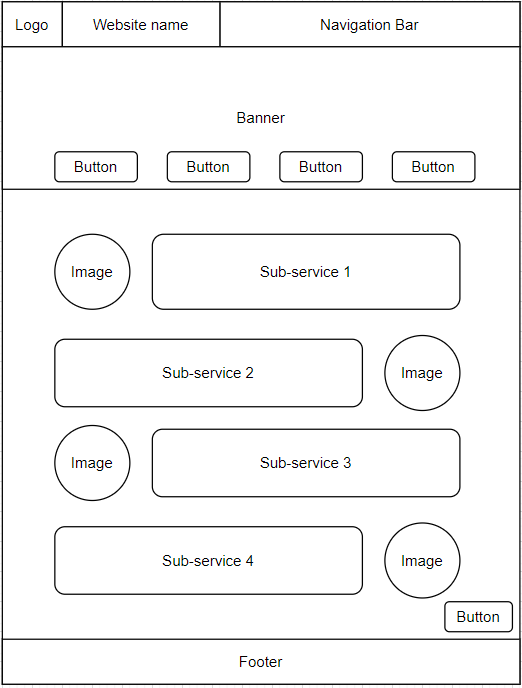 Logo
Website name
Navigation Bar
Banner
Button
Button
Button
Button
Image
Sub-service 1
Sub-service 2
Image
Image
Sub-service 3
Sub-service 4
Image
Button
Footer